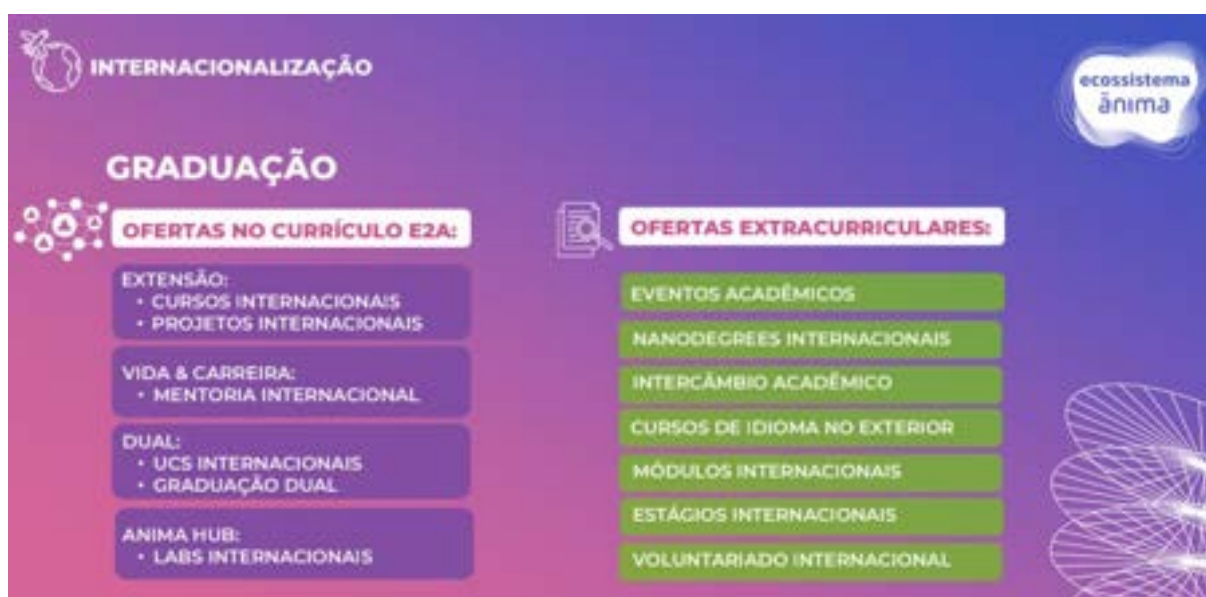 INTERNACIONALIZAÇÃO
ecossistema
ânima
GRADUAÇÃO
OFERTAS NO CURRÍCULO E2A:
EXTENSÃO:
• CURSOS INTERNACIONAIS
• PROJETOS INTERNACIONAIS
VIDA & CARREIRA:
• MENTORIA INTERNACIONAL
DUAL:
• UCS INTERNACIONAIS
• GRADUAÇÃO DUAL
ANIMA HUB:
• LABS INTERNACIONAIS
OFERTAS EXTRACURRICULARES:
EVENTOS ACADÊMICOS
NANODEGREES INTERNACIONAIS
INTERCÂMBIO ACADÊMICO
CURSOS DE IDIOMA NO EXTERIOR
MÓDULOS INTERNACIONAIS
ESTÁGIOS INTERNACIONAIS
VOLUNTARIADO INTERNACIONAL